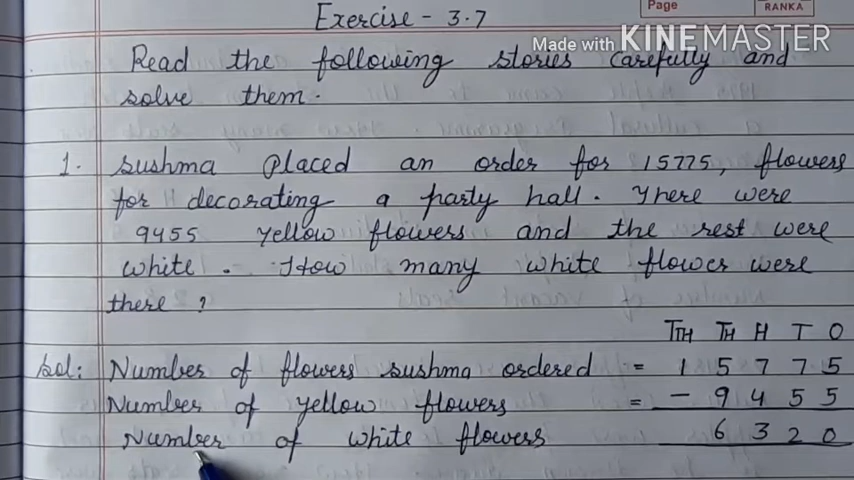 Page
RANKA
Exercise - 3.7
Made with KINEMASTER
Read the following stories carefully and
solve them.
1. Sushma placed an order for 15775, flowers
for decorating a party hall. There were
9455 yellow flowers and the rest were
white. How many white flower were
there ?
TTH TH H T O
Sol: Number of flowers sushma ordered = 1 5 7 7 5
Number of yellow flowers = - 9 4 5 5
Number of white flowers 6 3 2 0